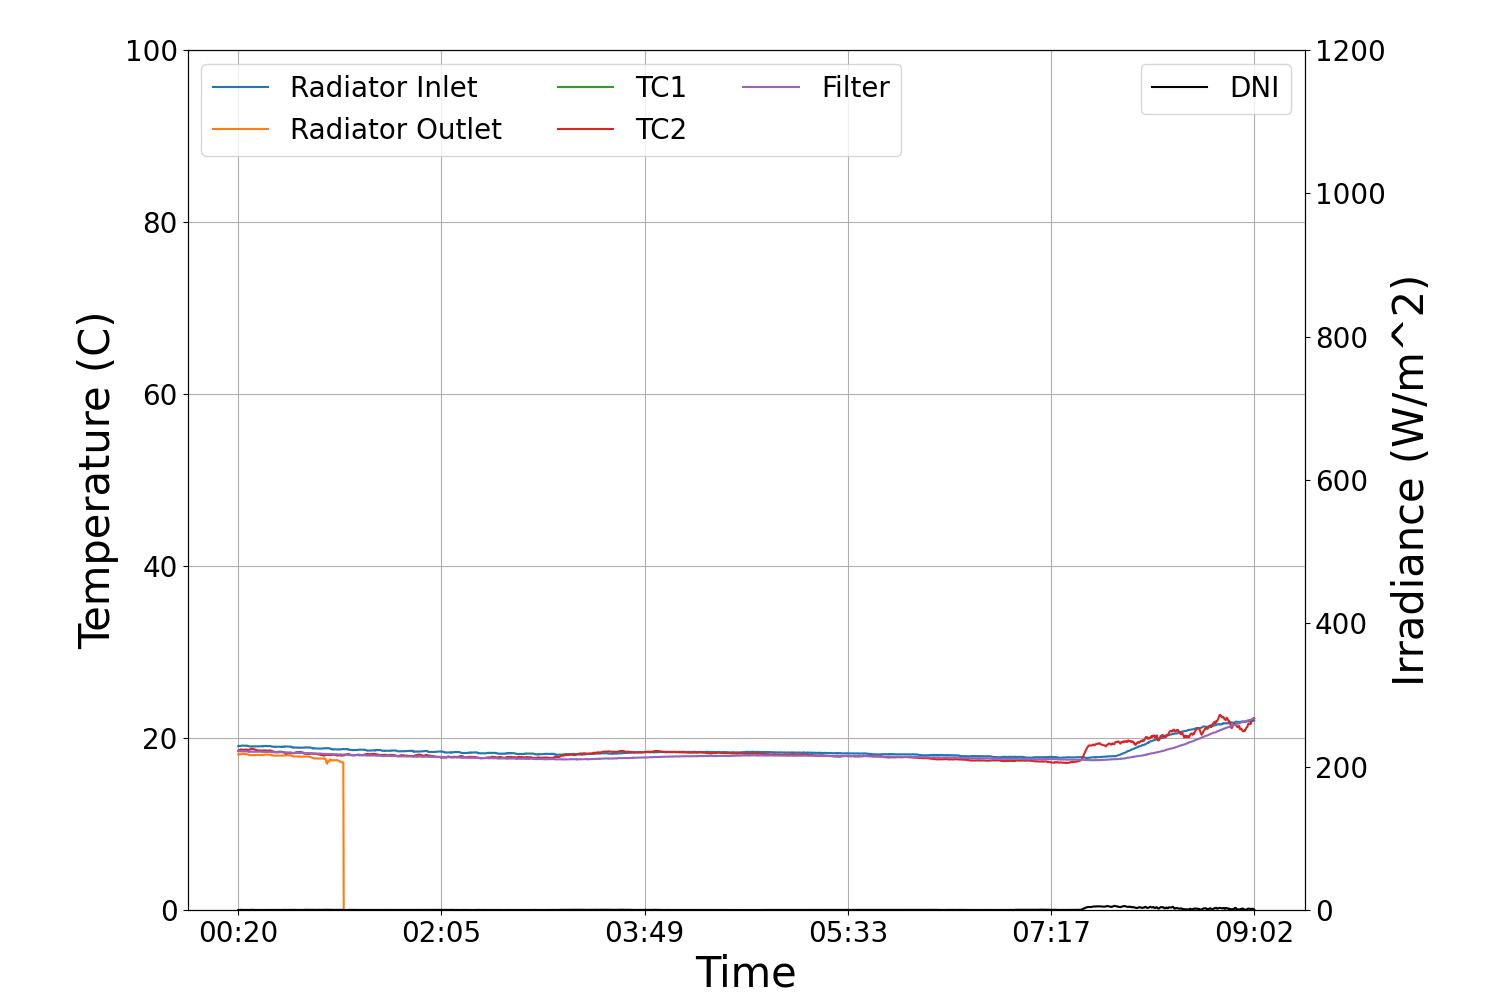 100
80
60
40
20
0
Temperature (C)
Radiator Inlet
Radiator Outlet
TC1
TC2
Filter
DNI
1200
1000
800
600
400
200
0
Irradiance (W/m^2)
00:20 02:05 03:49 05:33 07:17 09:02
Time